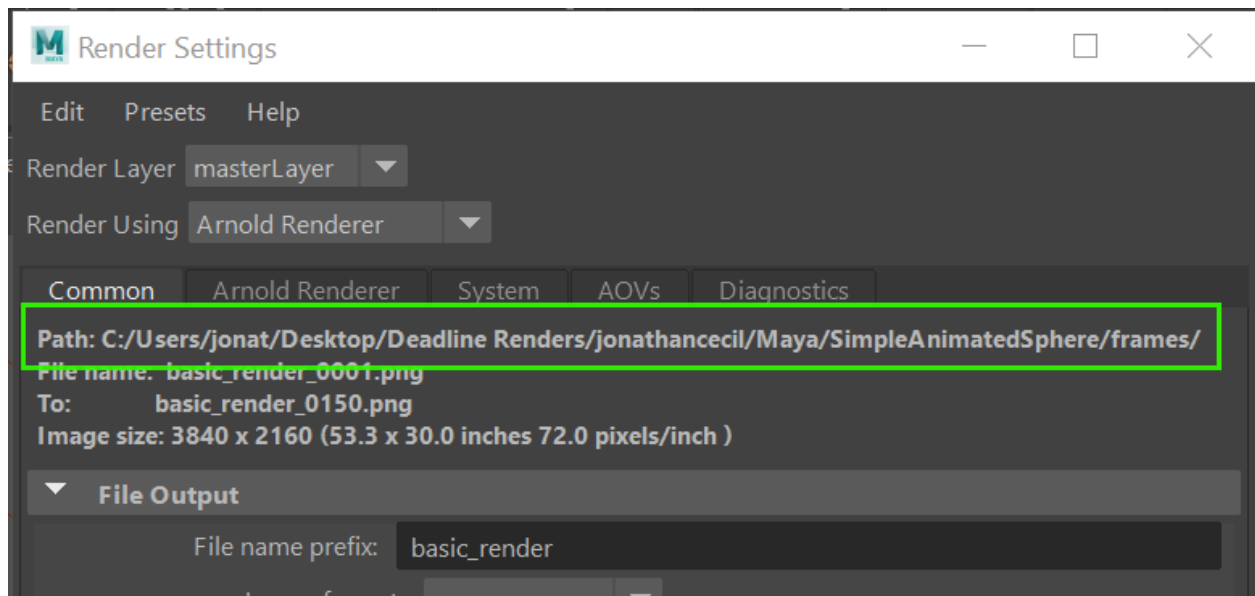 Render Settings
Edit Presets Help
Render Layer masterLayer
Render Using Arnold Renderer
Common Arnold Renderer System AOVs Diagnostics
Path: C:/Users/jonat/Desktop/Deadline Renders/jonathancecil/Maya/SimpleAnimatedSphere/frames/
File name: basic_render_0001.png
To: basic_render_0150.png
Image size: 3840 x 2160 (53.3 x 30.0 inches 72.0 pixels/inch )
File Output
File name prefix: basic_render